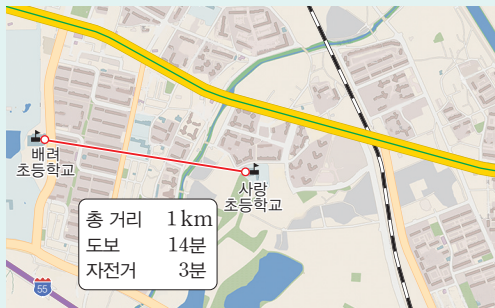 배려
초등학교
사랑
초등학교
총 거리 1 km
도보 14분
자전거 3분
55